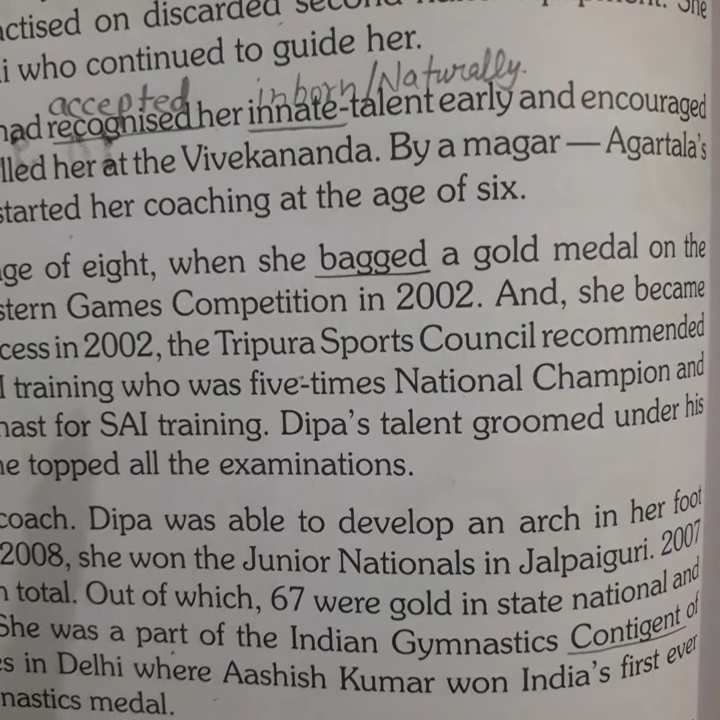 actised on discarded second
She
i who continued to guide her.
accepted inborn/Naturally.
had recognised her innate-talent early and encouraged
lled her at the Vivekananda. By a magar — Agartala's
started her coaching at the age of six.
ge of eight, when she bagged a gold medal on the
stern Games Competition in 2002. And, she became
cess in 2002, the Tripura Sports Council recommended
l training who was five-times National Champion and
nast for SAI training. Dipa's talent groomed under his
he topped all the examinations.
coach. Dipa was able to develop an arch in her foot
2008, she won the Junior Nationals in Jalpaiguri. 2007
n total. Out of which, 67 were gold in state national and
She was a part of the Indian Gymnastics Contigent of
es in Delhi where Aashish Kumar won India's first ever
nastics medal.